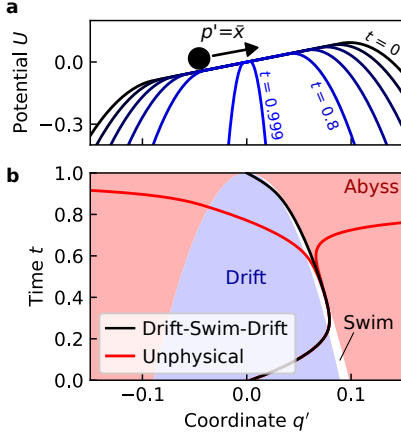 a
p'=x̄
Potential U
0.0
−0.3
t=0
t=0.8
t=0.999
b
1.0
0.8
0.6
0.4
0.2
0.0
Time t
Abyss
Drift
Swim
Drift-Swim-Drift
Unphysical
−0.1
0.0
0.1
Coordinate q'